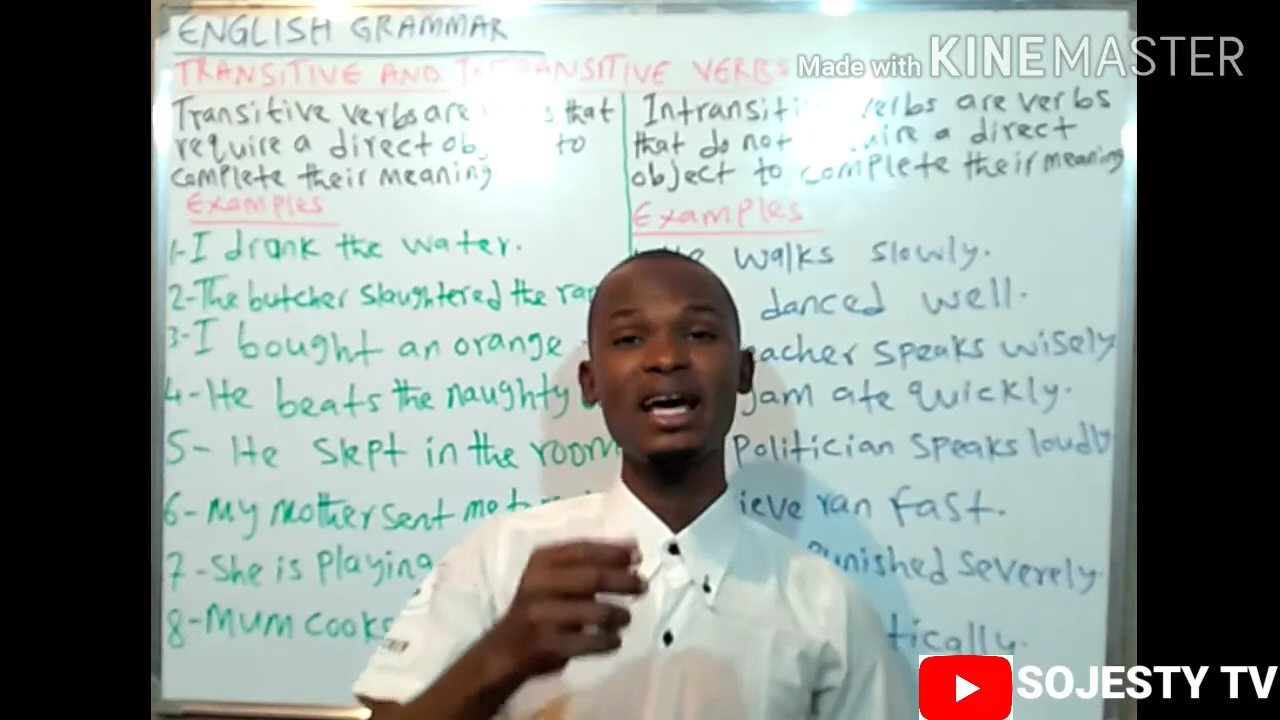 ENGLISH GRAMMAR
Made with KINEMASTER
TRANSITIVE AND VERBS
Transitive verbs are that
require a direct to
complete their meaning
Examples
1-I drank the water.
2-The butcher slaughtered the
3-I bought an orange
4-He beats the naughty
5-He slept in the room
6-My mother sent me
7-She is playing
8-Mum cooks
verbs are verbs
that do not a direct
object to complete their meaning
Examples
walks slowly.
danced well.
speaks wisely
ate quickly.
Politician speaks loudly
ran fast.
severely.
SOJESTY TV